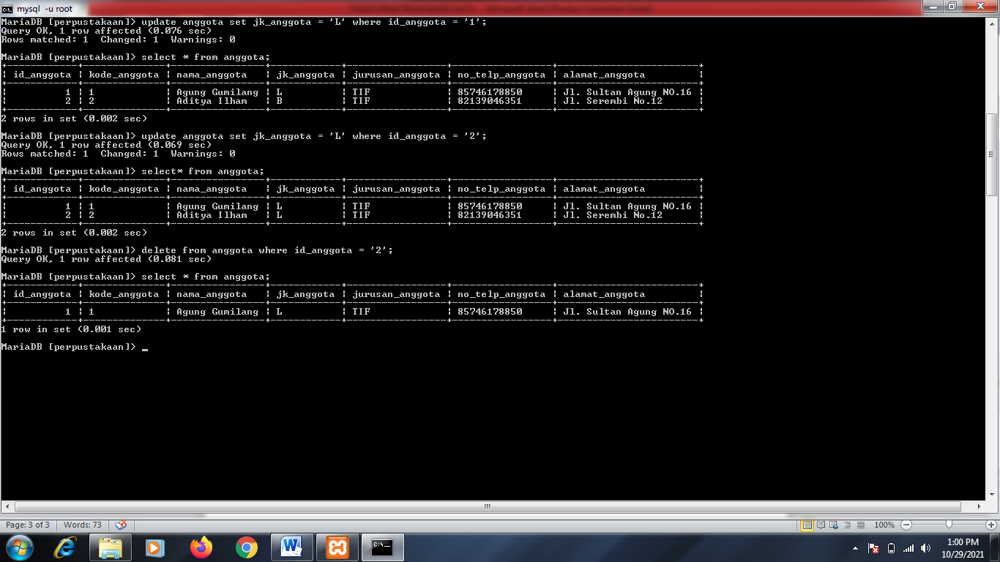 mysql -u root
MariaDB [perpustakaan]> update anggota set jk_anggota = 'L' where id_anggota = '1';
Query OK, 1 row affected (0.076 sec)
Rows matched: 1  Changed: 1  Warnings: 0
MariaDB [perpustakaan]> select * from anggota;
| id_anggota | kode_anggota | nama_anggota | jk_anggota | jurusan_anggota | no_telp_anggota | alamat_anggota |
| 1 | 1 | Agung Gumilang | L | TIF | 85746178850 | Jl. Sultan Agung NO.16 |
| 2 | 2 | Aditya Ilham | B | TIF | 82139046351 | Jl. Serembi No.12 |
2 rows in set (0.002 sec)
MariaDB [perpustakaan]> update anggota set jk_anggota = 'L' where id_anggota = '2';
Query OK, 1 row affected (0.069 sec)
Rows matched: 1  Changed: 1  Warnings: 0
MariaDB [perpustakaan]> select* from anggota;
| id_anggota | kode_anggota | nama_anggota | jk_anggota | jurusan_anggota | no_telp_anggota | alamat_anggota |
| 1 | 1 | Agung Gumilang | L | TIF | 85746178850 | Jl. Sultan Agung NO.16 |
| 2 | 2 | Aditya Ilham | L | TIF | 82139046351 | Jl. Serembi No.12 |
2 rows in set (0.002 sec)
MariaDB [perpustakaan]> delete from anggota where id_anggota = '2';
Query OK, 1 row affected (0.081 sec)
MariaDB [perpustakaan]> select * from anggota;
| id_anggota | kode_anggota | nama_anggota | jk_anggota | jurusan_anggota | no_telp_anggota | alamat_anggota |
| 1 | 1 | Agung Gumilang | L | TIF | 85746178850 | Jl. Sultan Agung NO.16 |
1 row in set (0.001 sec)
MariaDB [perpustakaan]> _
Page: 3 of 3 Words: 73 100%
1:00 PM
10/29/2021